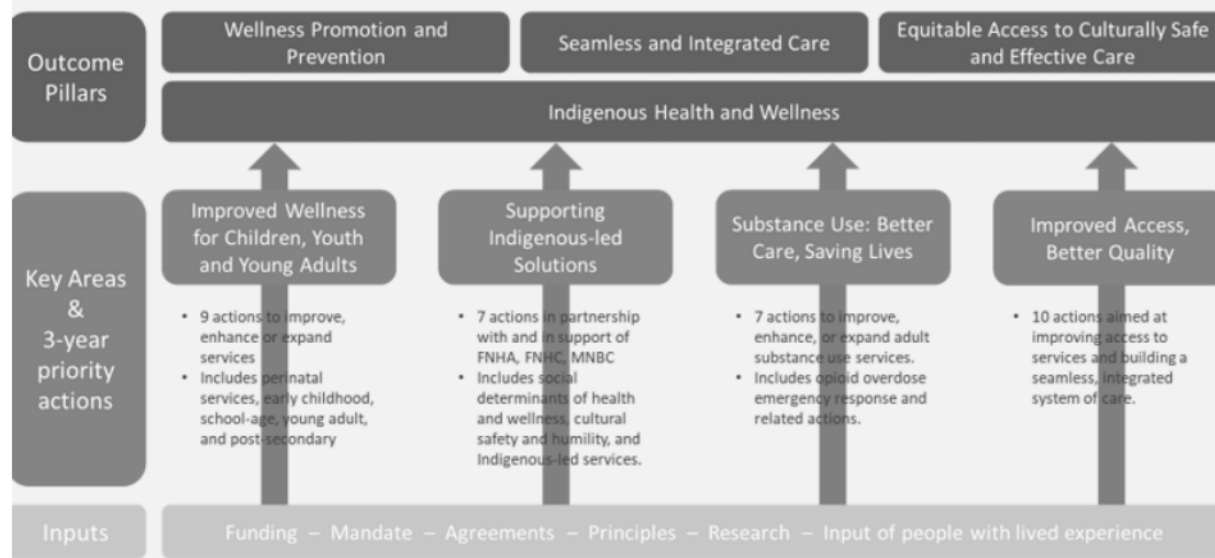 Outcome
Pillars
Wellness Promotion and
Prevention
Seamless and Integrated Care
Equitable Access to Culturally Safe
and Effective Care
Indigenous Health and Wellness
Key Areas
&
3-year
priority
actions
Improved Wellness
for Children, Youth
and Young Adults
• 9 actions to improve,
enhance or expand
services
• Includes perinatal
services, early childhood,
school-age, young adult,
and post-secondary
Supporting
Indigenous-led
Solutions
• 7 actions in partnership
with and in support of
FNHA, FNHC, MNBC
• Includes social
determinants of health
and wellness, cultural
safety and humility, and
Indigenous-led services.
Substance Use: Better
Care, Saving Lives
• 7 actions to improve,
enhance, or expand adult
substance use services.
• Includes opioid overdose
emergency response and
related actions.
Improved Access,
Better Quality
• 10 actions aimed at
improving access to
services and building a
seamless, integrated
system of care.
Inputs
Funding – Mandate – Agreements – Principles – Research – Input of people with lived experience